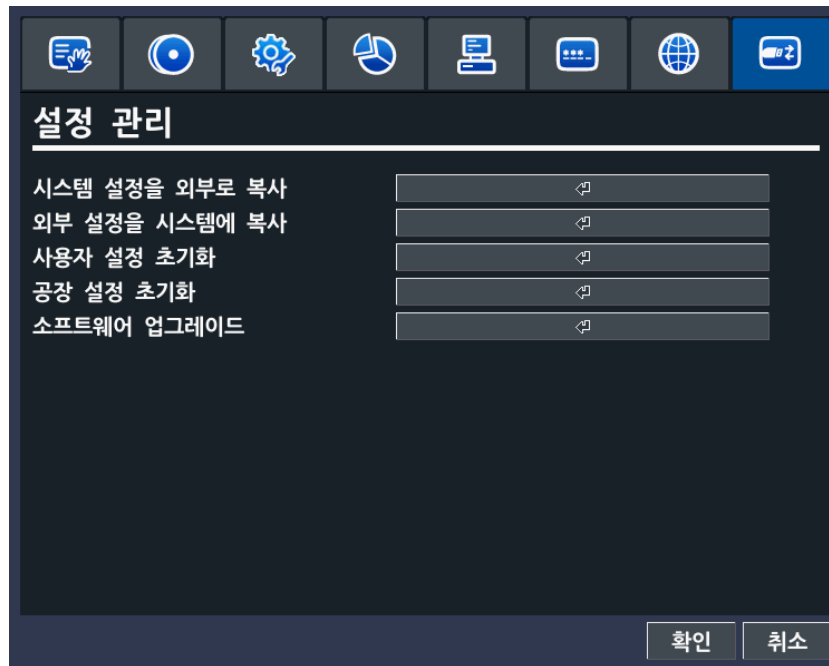 설정 관리
시스템 설정을 외부로 복사
외부 설정을 시스템에 복사
사용자 설정 초기화
공장 설정 초기화
소프트웨어 업그레이드
확인 취소